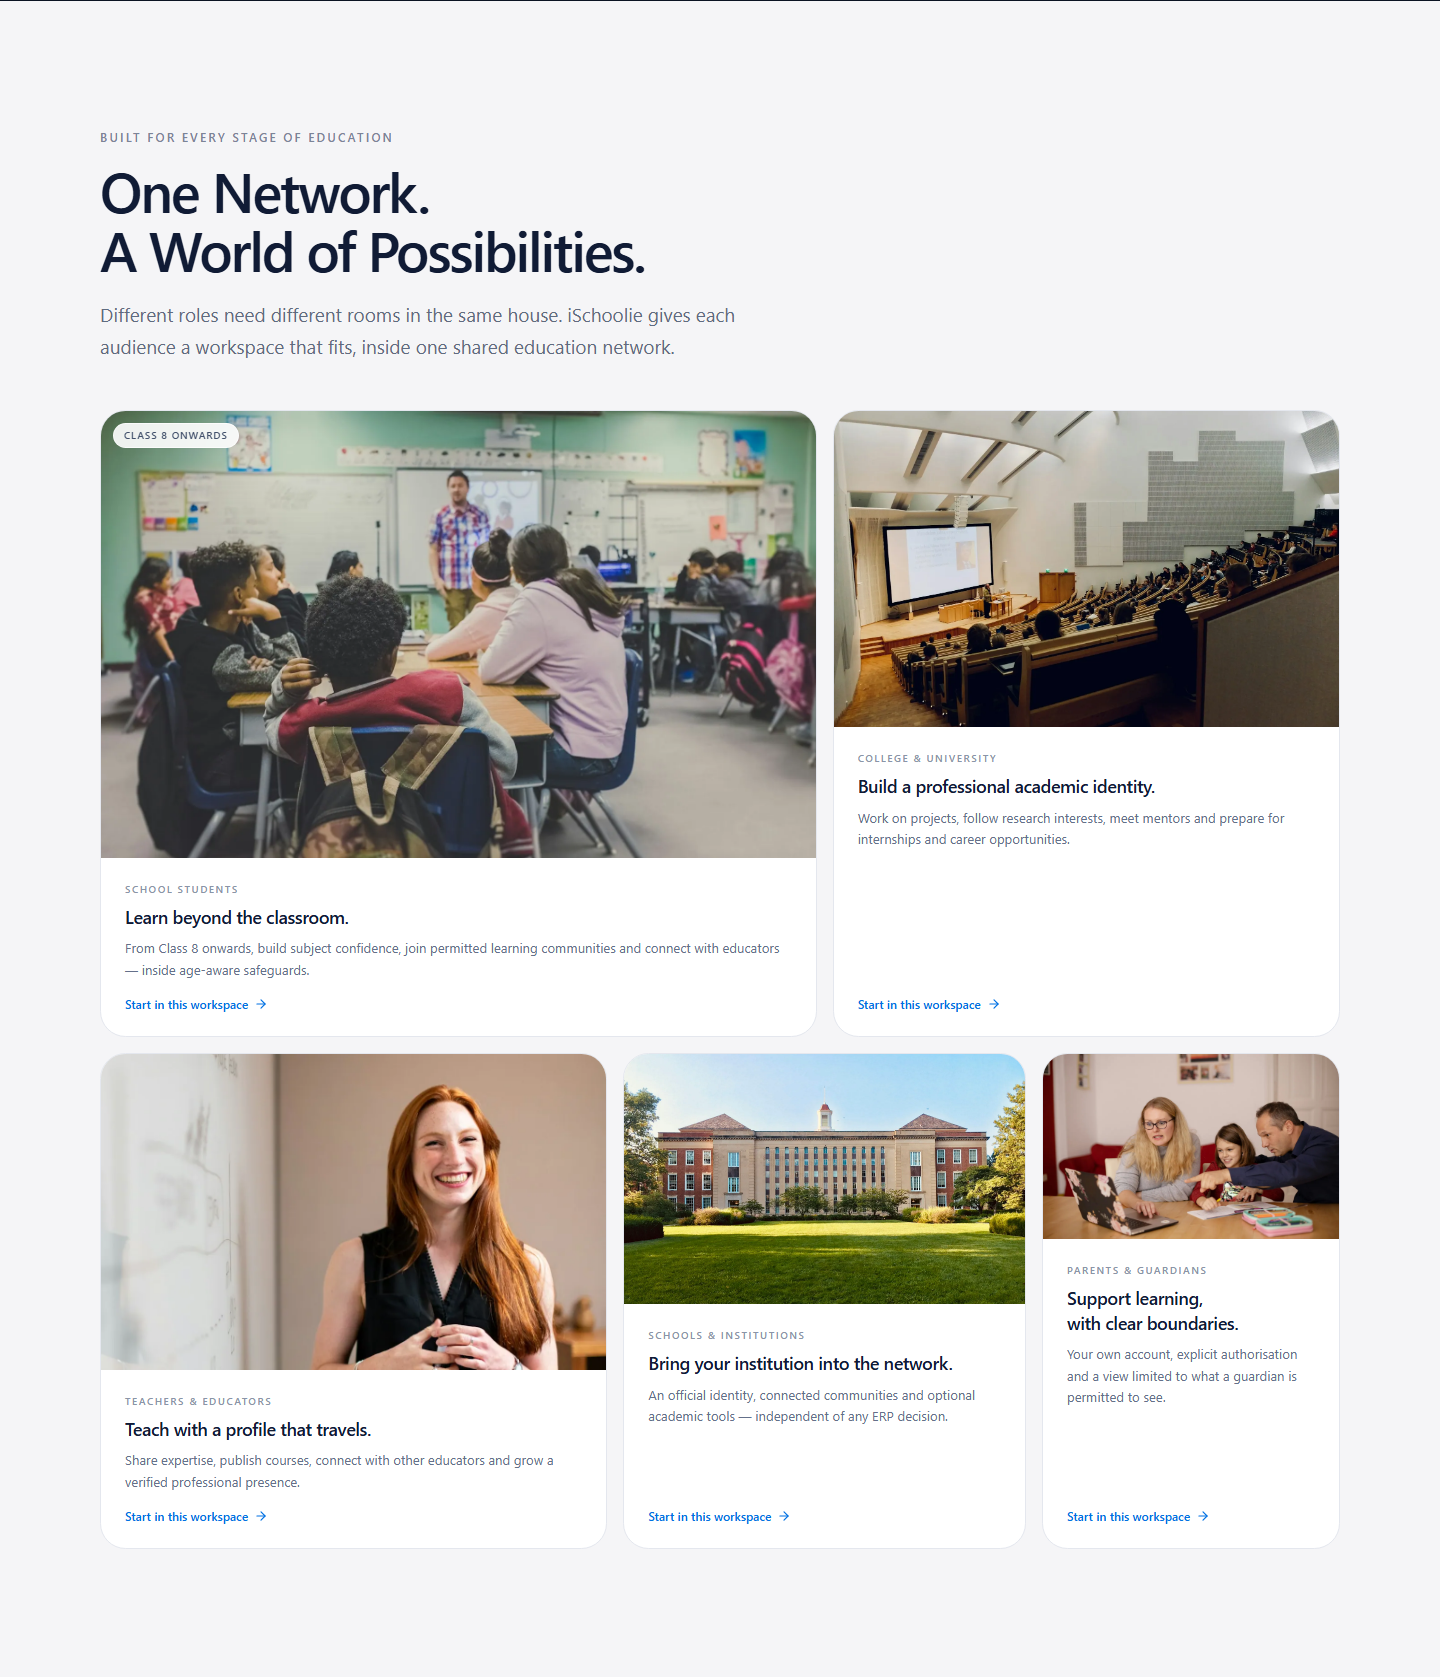 BUILT FOR EVERY STAGE OF EDUCATION
One Network.
A World of Possibilities.
Different roles need different rooms in the same house. iSchoolie gives each
audience a workspace that fits, inside one shared education network.
CLASS 8 ONWARDS
SCHOOL STUDENTS
Learn beyond the classroom.
From Class 8 onwards, build subject confidence, join permitted learning communities and connect with educators
— inside age-aware safeguards.
Start in this workspace →
COLLEGE & UNIVERSITY
Build a professional academic identity.
Work on projects, follow research interests, meet mentors and prepare for
internships and career opportunities.
Start in this workspace →
TEACHERS & EDUCATORS
Teach with a profile that travels.
Share expertise, publish courses, connect with other educators and grow a
verified professional presence.
Start in this workspace →
SCHOOLS & INSTITUTIONS
Bring your institution into the network.
An official identity, connected communities and optional
academic tools — independent of any ERP decision.
Start in this workspace →
PARENTS & GUARDIANS
Support learning,
with clear boundaries.
Your own account, explicit authorisation
and a view limited to what a guardian is
permitted to see.
Start in this workspace →